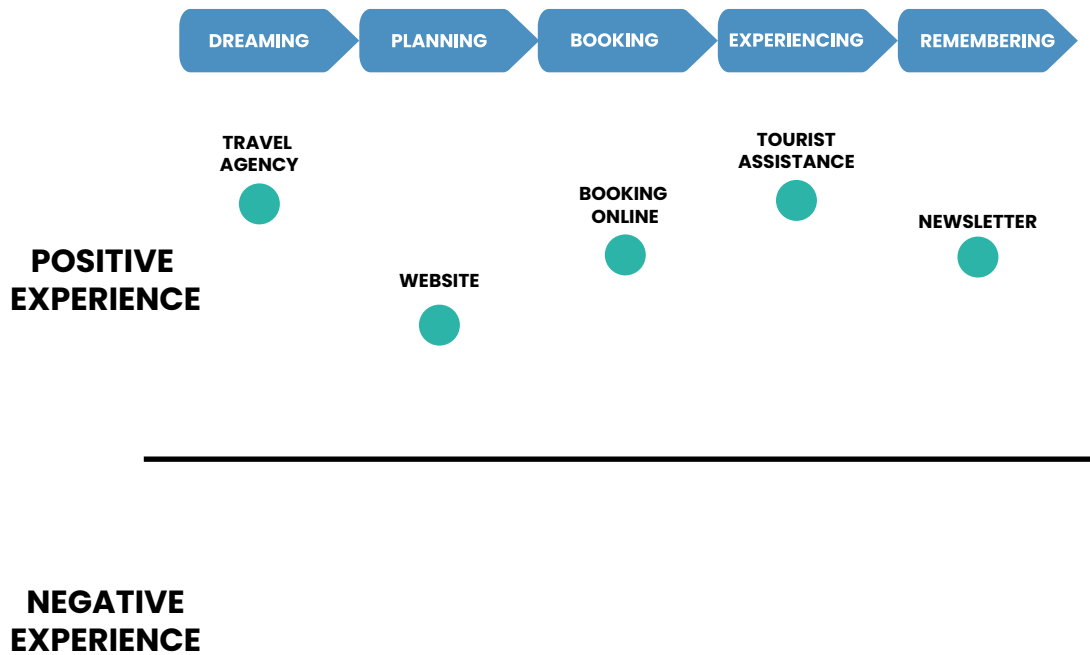 DREAMING
PLANNING
BOOKING
EXPERIENCING
REMEMBERING
TRAVEL
AGENCY
TOURIST
ASSISTANCE
BOOKING
ONLINE
NEWSLETTER
WEBSITE
POSITIVE
EXPERIENCE
NEGATIVE
EXPERIENCE